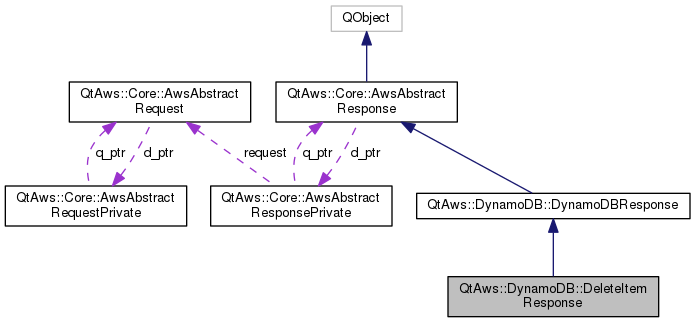 QObject
QtAws::Core::AwsAbstract
Request
QtAws::Core::AwsAbstract
Response
q_ptr
d_ptr
request
q_ptr
d_ptr
QtAws::Core::AwsAbstract
RequestPrivate
QtAws::Core::AwsAbstract
ResponsePrivate
QtAws::DynamoDB::DynamoDBResponse
QtAws::DynamoDB::DeleteItem
Response